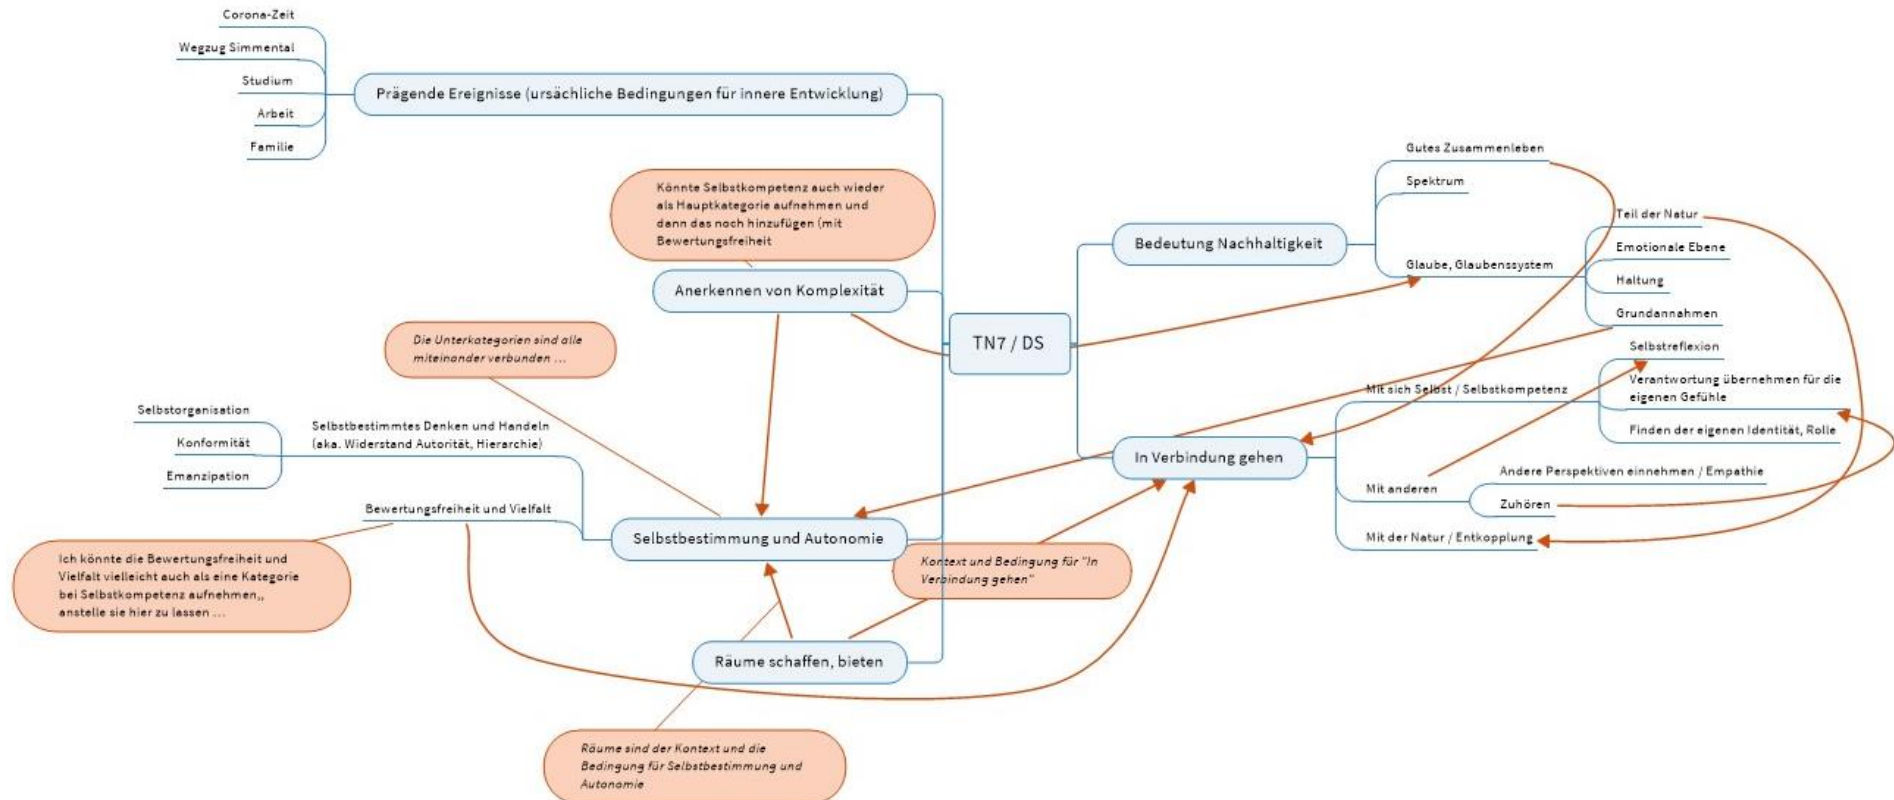 Corona-Zeit
Wegzug Simmental
Studium
Arbeit
Familie
Prägende Ereignisse (ursächliche Bedingungen für innere Entwicklung)
Könnte Selbstkompetenz auch wieder
als Hauptkategorie aufnehmen und
dann das noch hinzufügen (mit
Bewertungsfreiheit
Anerkennen von Komplexität
Die Unterkategorien sind alle
miteinander verbunden ...
Selbstorganisation
Konformität
Emanzipation
Selbstbestimmtes Denken und Handeln
(aka. Widerstand Autorität, Hierarchie)
Bewertungsfreiheit und Vielfalt
Selbstbestimmung und Autonomie
Ich könnte die Bewertungsfreiheit und
Vielfalt vielleicht auch als eine Kategorie
bei Selbstkompetenz aufnehmen,,
anstelle sie hier zu lassen ...
Kontext und Bedingung für "In
Verbindung gehen"
Räume schaffen, bieten
Räume sind der Kontext und die
Bedingung für Selbstbestimmung und
Autonomie
TN7 / DS
Bedeutung Nachhaltigkeit
Gutes Zusammenleben
Spektrum
Glaube, Glaubenssystem
Teil der Natur
Emotionale Ebene
Haltung
Grundannahmen
In Verbindung gehen
Mit sich Selbst / Selbstkompetenz
Selbstreflexion
Verantwortung übernehmen für die
eigenen Gefühle
Finden der eigenen Identität, Rolle
Mit anderen
Andere Perspektiven einnehmen / Empathie
Zuhören
Mit der Natur / Entkopplung